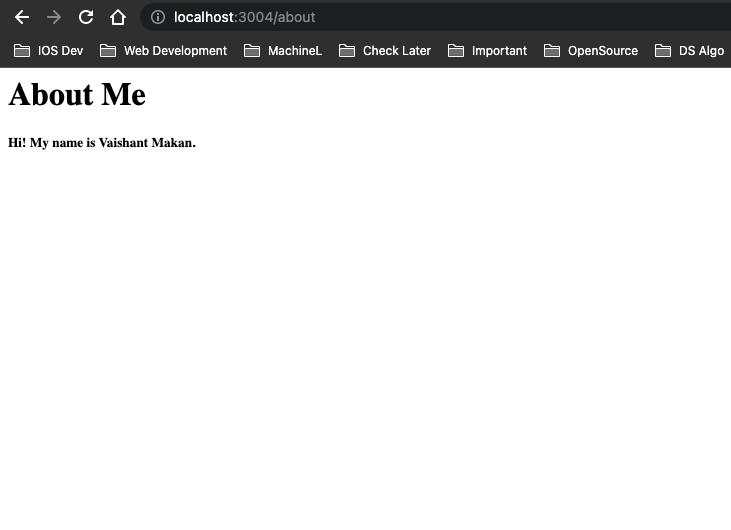 localhost:3004/about
IOS Dev Web Development MachineL Check Later Important OpenSource DS Algo
About Me
Hi! My name is Vaishant Makan.